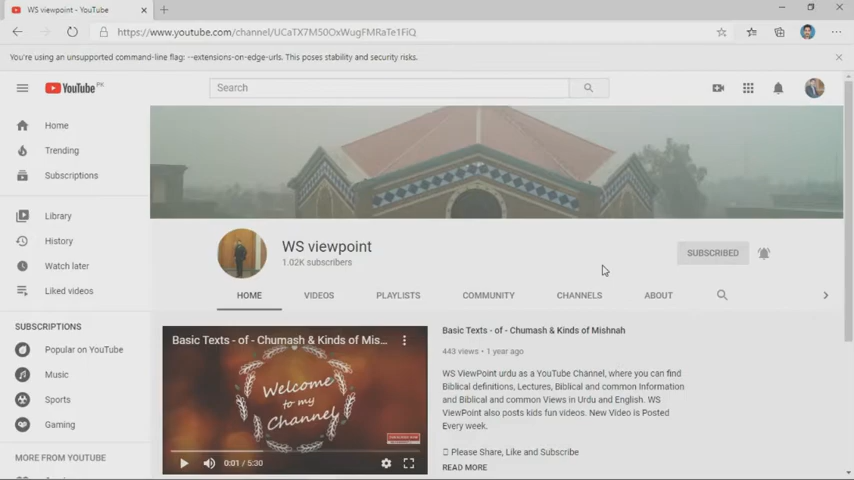 WS viewpoint - YouTube
https://www.youtube.com/channel/UCaTX7M50OxWugFMRaTe1FiQ
You're using an unsupported command-line flag: --extensions-on-edge-urls. This poses stability and security risks.
YouTube PK
Search
Home
Trending
Subscriptions
Library
History
Watch later
Liked videos
SUBSCRIPTIONS
Popular on YouTube
Music
Sports
Gaming
MORE FROM YOUTUBE
WS viewpoint
1.02K subscribers
SUBSCRIBED
HOME VIDEOS PLAYLISTS COMMUNITY CHANNELS ABOUT
Basic Texts - of - Chumash & Kinds of Mis...
Welcome
to my
Channel
0:01 / 5:30
Basic Texts - of - Chumash & Kinds of Mishnah
443 views • 1 year ago
WS ViewPoint urdu as a YouTube Channel, where you can find
Biblical definitions, Lectures, Biblical and common Information
and Biblical and common Views in Urdu and English. WS
ViewPoint also posts kids fun videos. New Video is Posted
Every week.
Please Share, Like and Subscribe
READ MORE